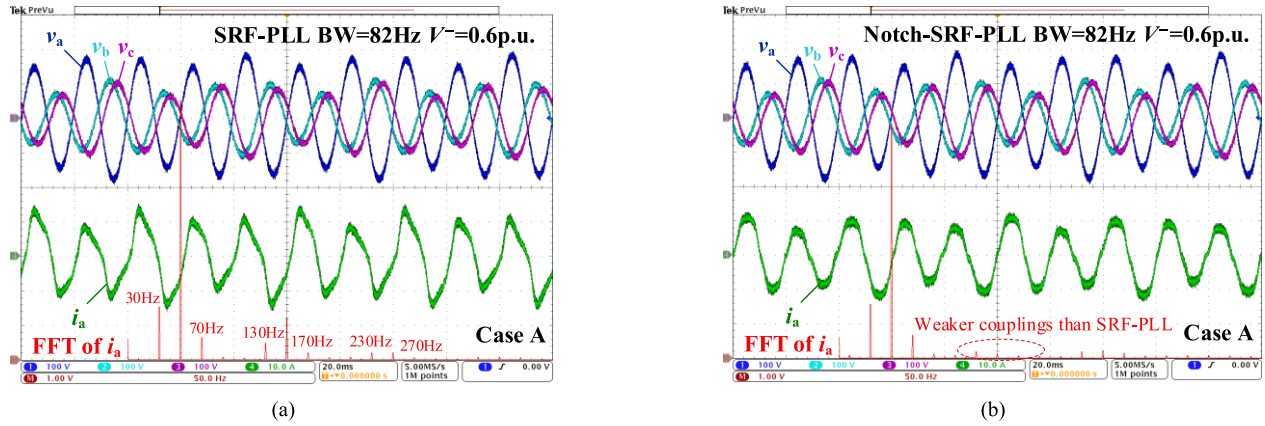 Tek PreVu
SRF-PLL BW=82Hz V⁻=0.6p.u.
va
vb
vc
ia
30Hz
70Hz
130Hz
170Hz
230Hz
270Hz
FFT of ia
Case A
1 100 V 2 100 V 3 100 V 4 10.0 A
M 1.00 V 50.0 Hz
20.0ms
T→▼0.000000 s
5.00MS/s
1M points
1 0.00 V
(a)
Tek PreVu
Notch-SRF-PLL BW=82Hz V⁻=0.6p.u.
va
vb
vc
ia
Weaker couplings than SRF-PLL
FFT of ia
Case A
1 100 V 2 100 V 3 100 V 4 10.0 A
M 1.00 V 50.0 Hz
20.0ms
T→▼0.000000 s
5.00MS/s
1M points
1 0.00 V
(b)